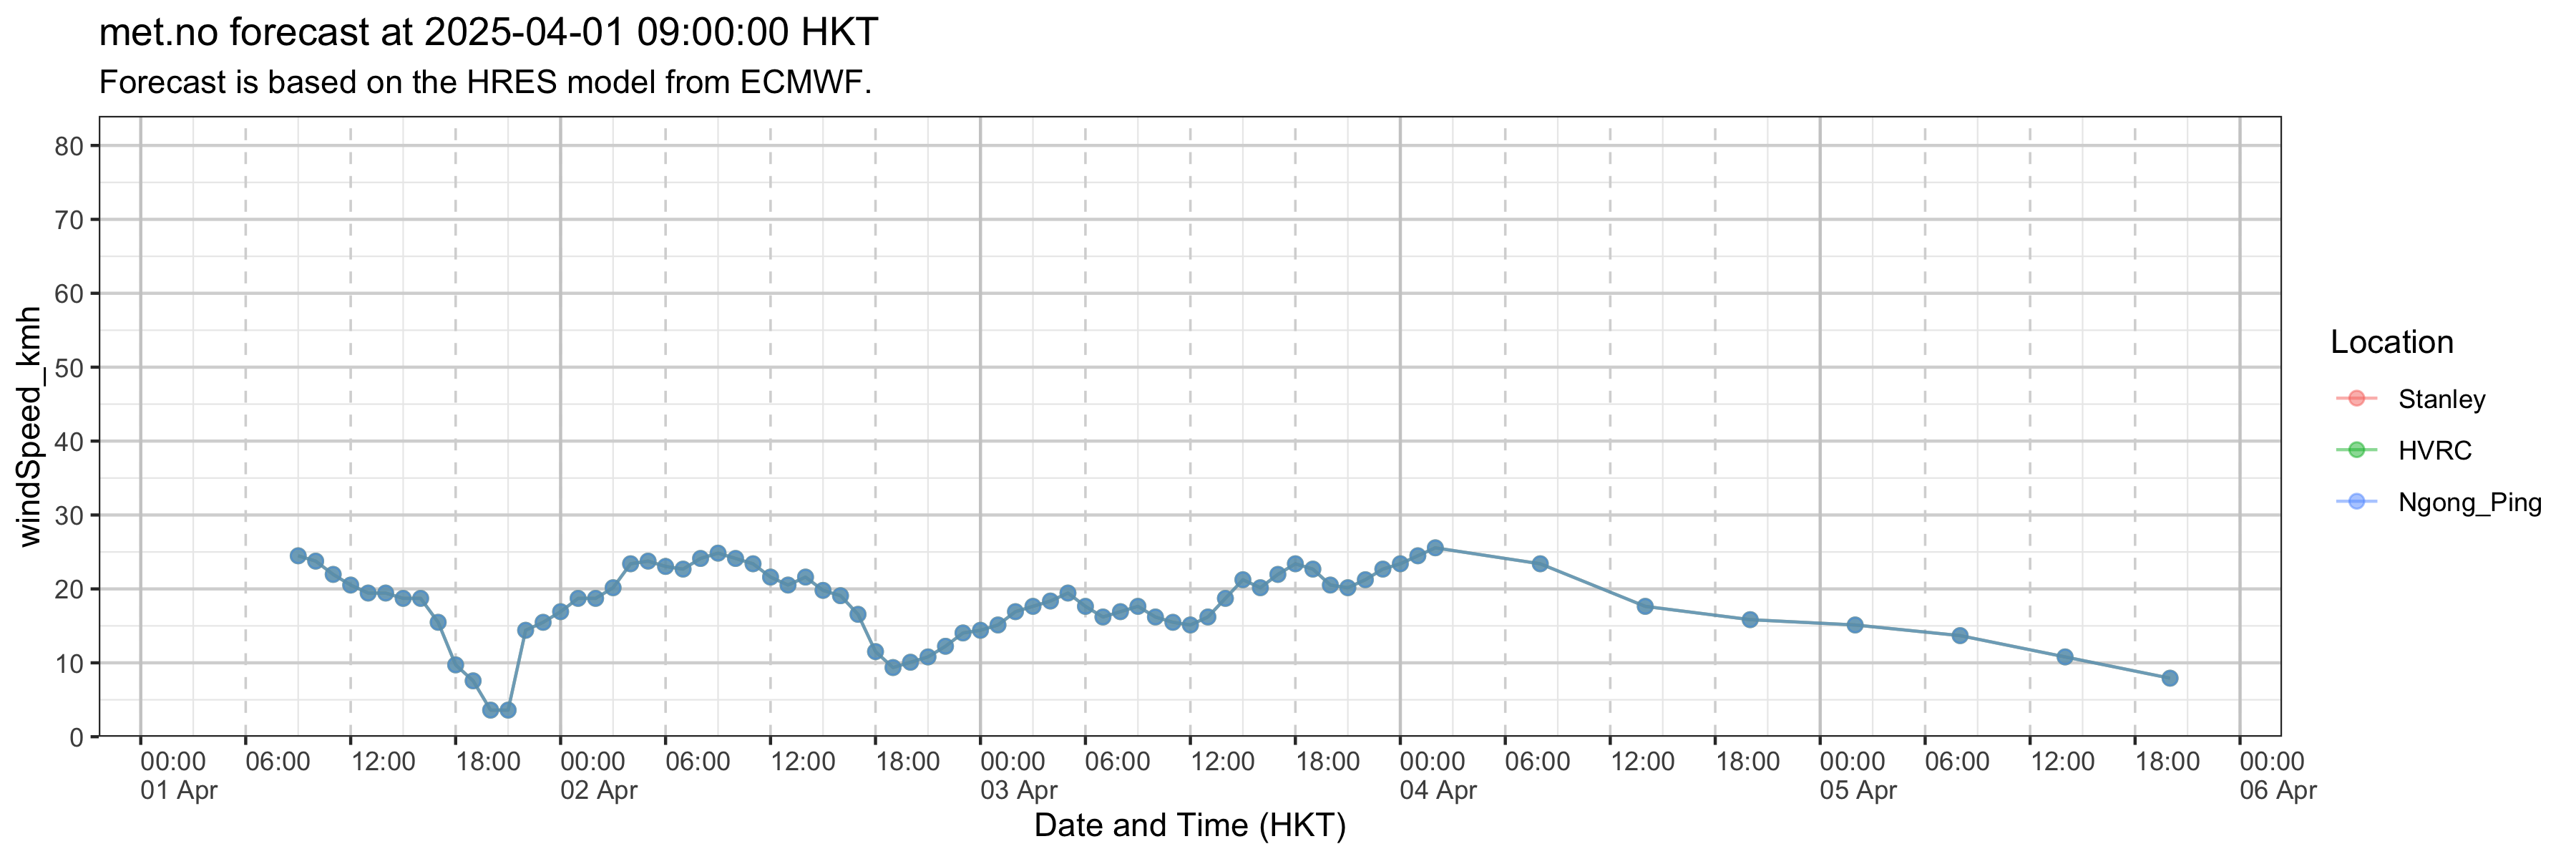 met.no forecast at 2025-04-01 09:00:00 HKT
Forecast is based on the HRES model from ECMWF.
windSpeed_kmh
80
70
60
50
40
30
20
10
0
00:00 06:00 12:00 18:00 00:00 06:00 12:00 18:00 00:00 06:00 12:00 18:00 00:00 06:00 12:00 18:00 00:00 06:00 12:00 18:00 00:00
01 Apr 02 Apr 03 Apr 04 Apr 05 Apr 06 Apr
Date and Time (HKT)
Location
Stanley
HVRC
Ngong_Ping